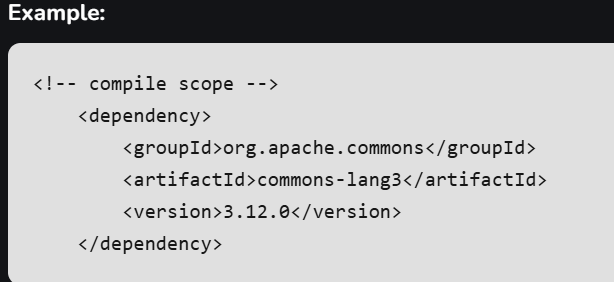 Example:
<!-- compile scope -->
<dependency>
<groupId>org.apache.commons</groupId>
<artifactId>commons-lang3</artifactId>
<version>3.12.0</version>
</dependency>